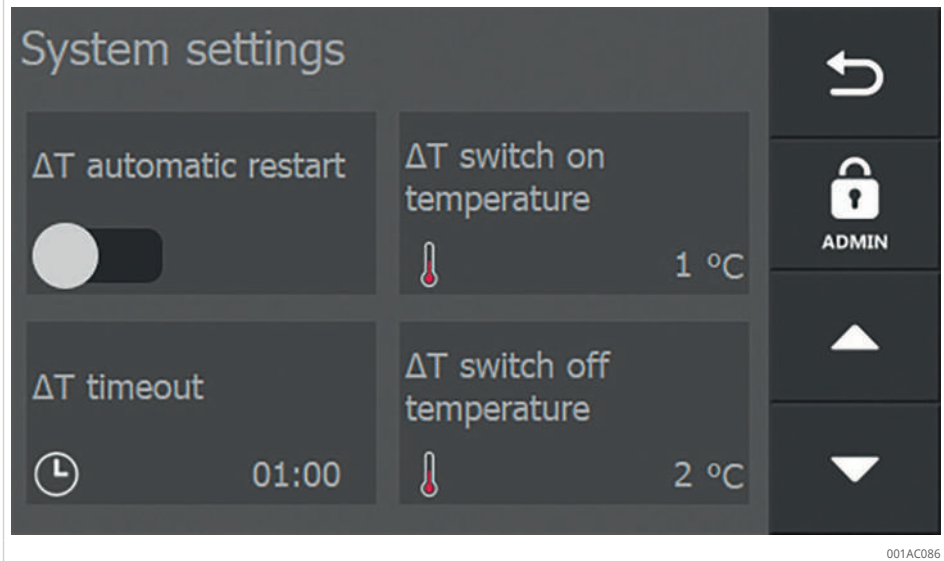 System settings
ΔT automatic restart
ΔT switch on
temperature
1 ºC
ΔT timeout
01:00
ΔT switch off
temperature
2 ºC
ADMIN
001AC086